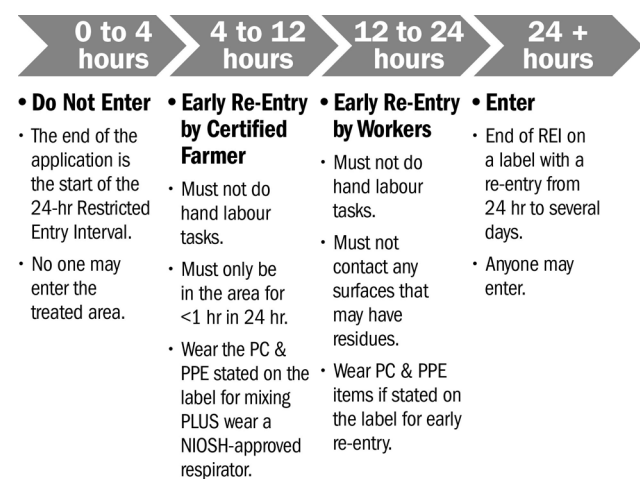 0 to 4
hours
4 to 12
hours
12 to 24
hours
24 +
hours
• Do Not Enter
· The end of the
application is
the start of the
24-hr Restricted
Entry Interval.
· No one may
enter the
treated area.
• Early Re-Entry
by Certified
Farmer
· Must not do
hand labour
tasks.
· Must only be
in the area for
<1 hr in 24 hr.
· Wear the PC &
PPE stated on the
label for mixing
PLUS wear a
NIOSH-approved
respirator.
• Early Re-Entry
by Workers
· Must not do
hand labour
tasks.
· Must not
contact any
surfaces that
may have
residues.
· Wear PC & PPE
items if stated on
the label for early
re-entry.
• Enter
· End of REI on
a label with a
re-entry from
24 hr to several
days.
· Anyone may
enter.